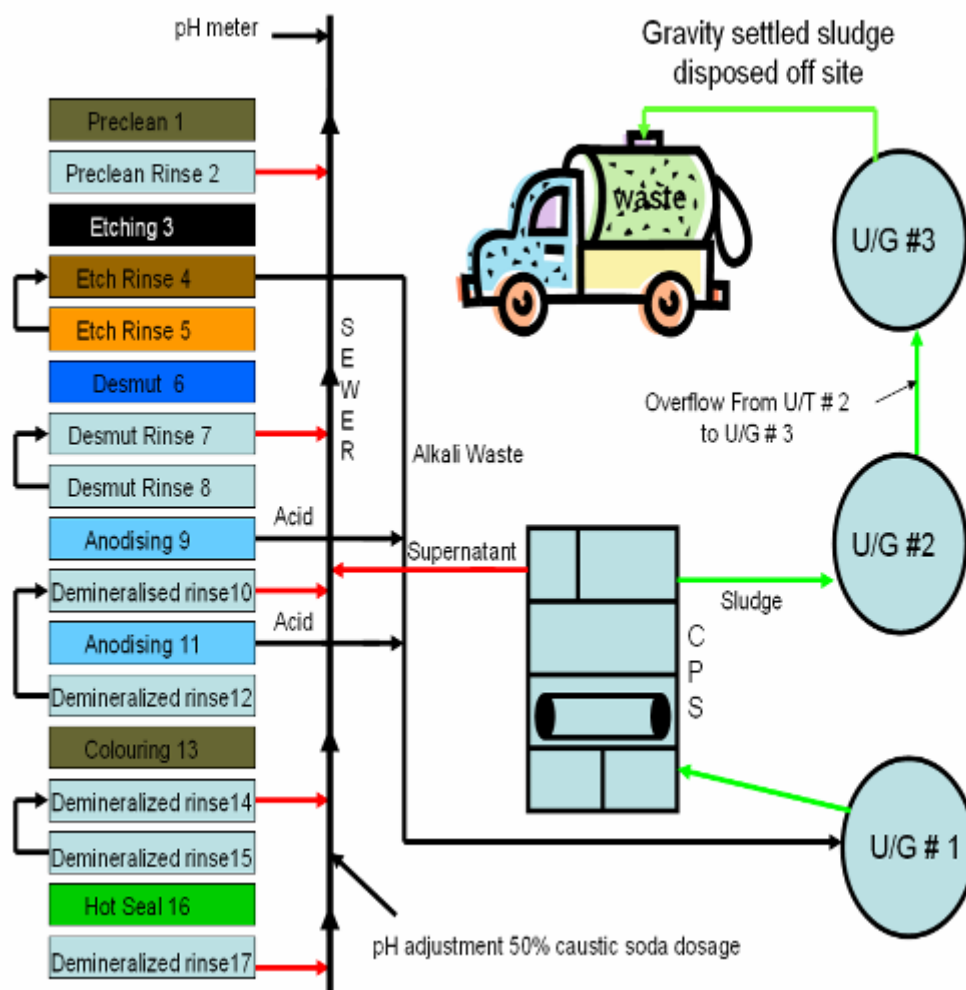 pH meter
Gravity settled sludge
disposed off site
Preclean 1
Preclean Rinse 2
Etching 3
Etch Rinse 4
Etch Rinse 5
Desmut 6
Desmut Rinse 7
Desmut Rinse 8
Anodising 9
Demineralised rinse10
Anodising 11
Demineralized rinse12
Colouring 13
Demineralized rinse14
Demineralized rinse15
Hot Seal 16
Demineralized rinse17
SEWER
Acid
Acid
Alkali Waste
Supernatant
waste
U/G #3
Overflow From U/T # 2
to U/G # 3
U/G #2
Sludge
CPS
U/G # 1
pH adjustment 50% caustic soda dosage